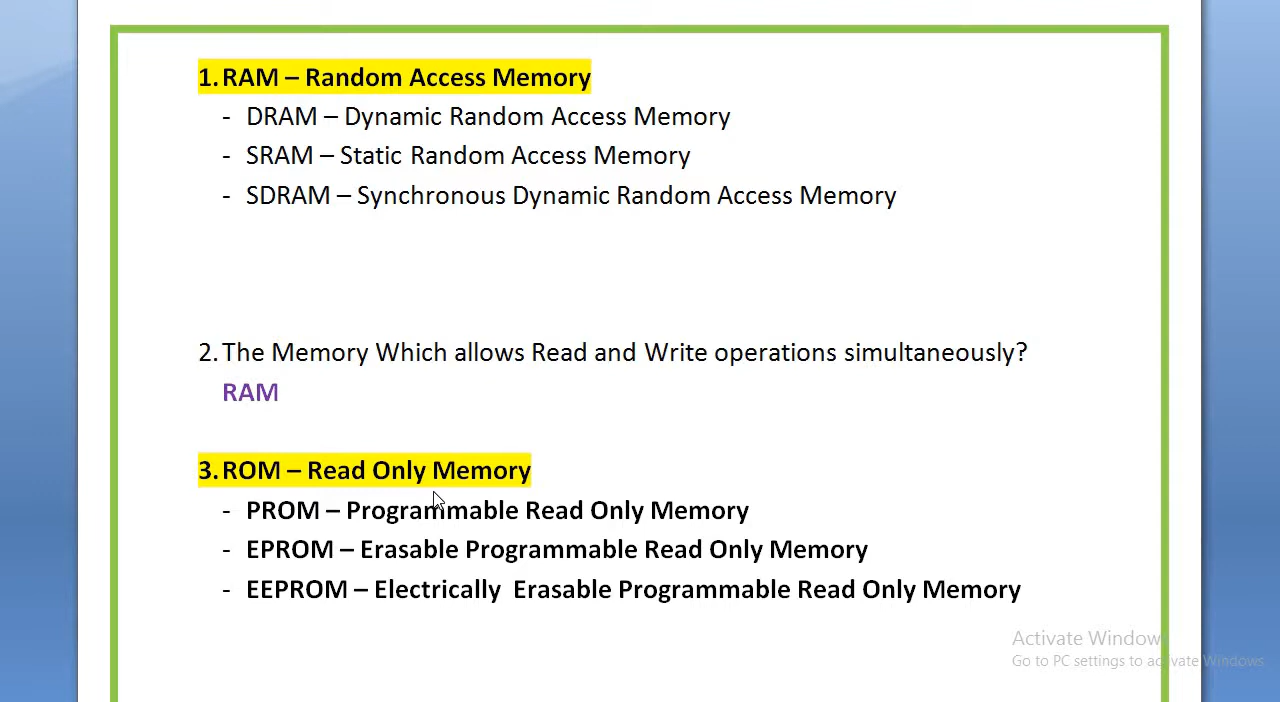 1. RAM – Random Access Memory
- DRAM – Dynamic Random Access Memory
- SRAM – Static Random Access Memory
- SDRAM – Synchronous Dynamic Random Access Memory
2. The Memory Which allows Read and Write operations simultaneously?
RAM
3. ROM – Read Only Memory
- PROM – Programmable Read Only Memory
- EPROM – Erasable Programmable Read Only Memory
- EEPROM – Electrically Erasable Programmable Read Only Memory
Activate Windows
Go to PC settings to activate Windows